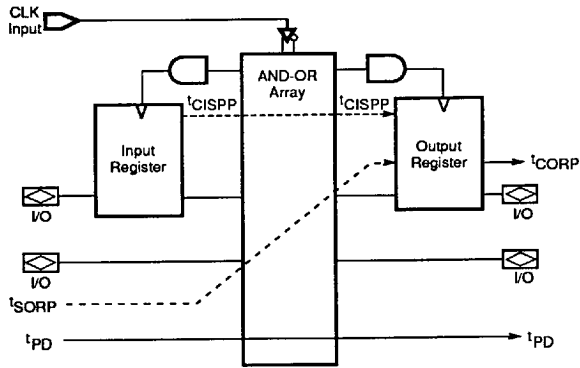 CLK
Input
AND-OR
Array
tCISPP
tCISPP
Input
Register
Output
Register
tCORP
I/O
I/O
I/O
I/O
tSORP
tPD
tPD